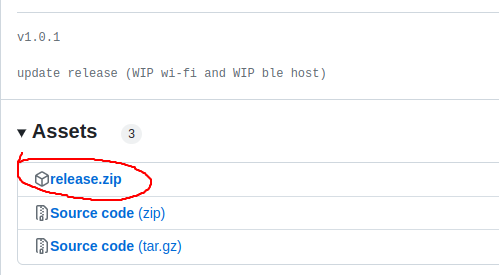 v1.0.1
update release (WIP wi-fi and WIP ble host)
Assets 3
release.zip
Source code (zip)
Source code (tar.gz)